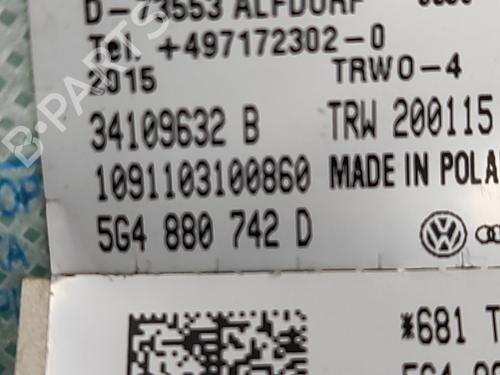 D-73553 ALFDORF
Tel. +497172302-0
2015 TRWO-4
34109632 B TRW 200115
1091103100860 MADE IN POLA
5G4 880 742 D
*681 T
B-PARTS